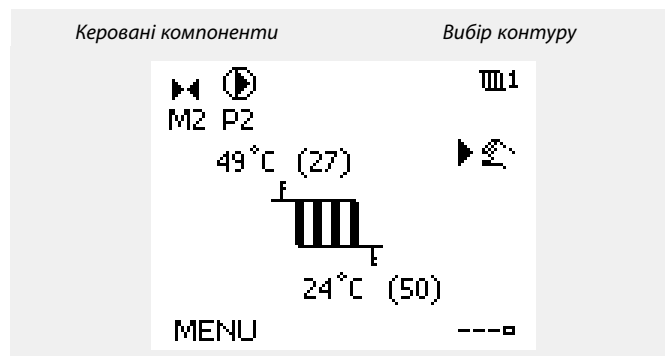 Керовані компоненти Вибір контуру
1
M2 P2
49°C (27)
24°C (50)
MENU